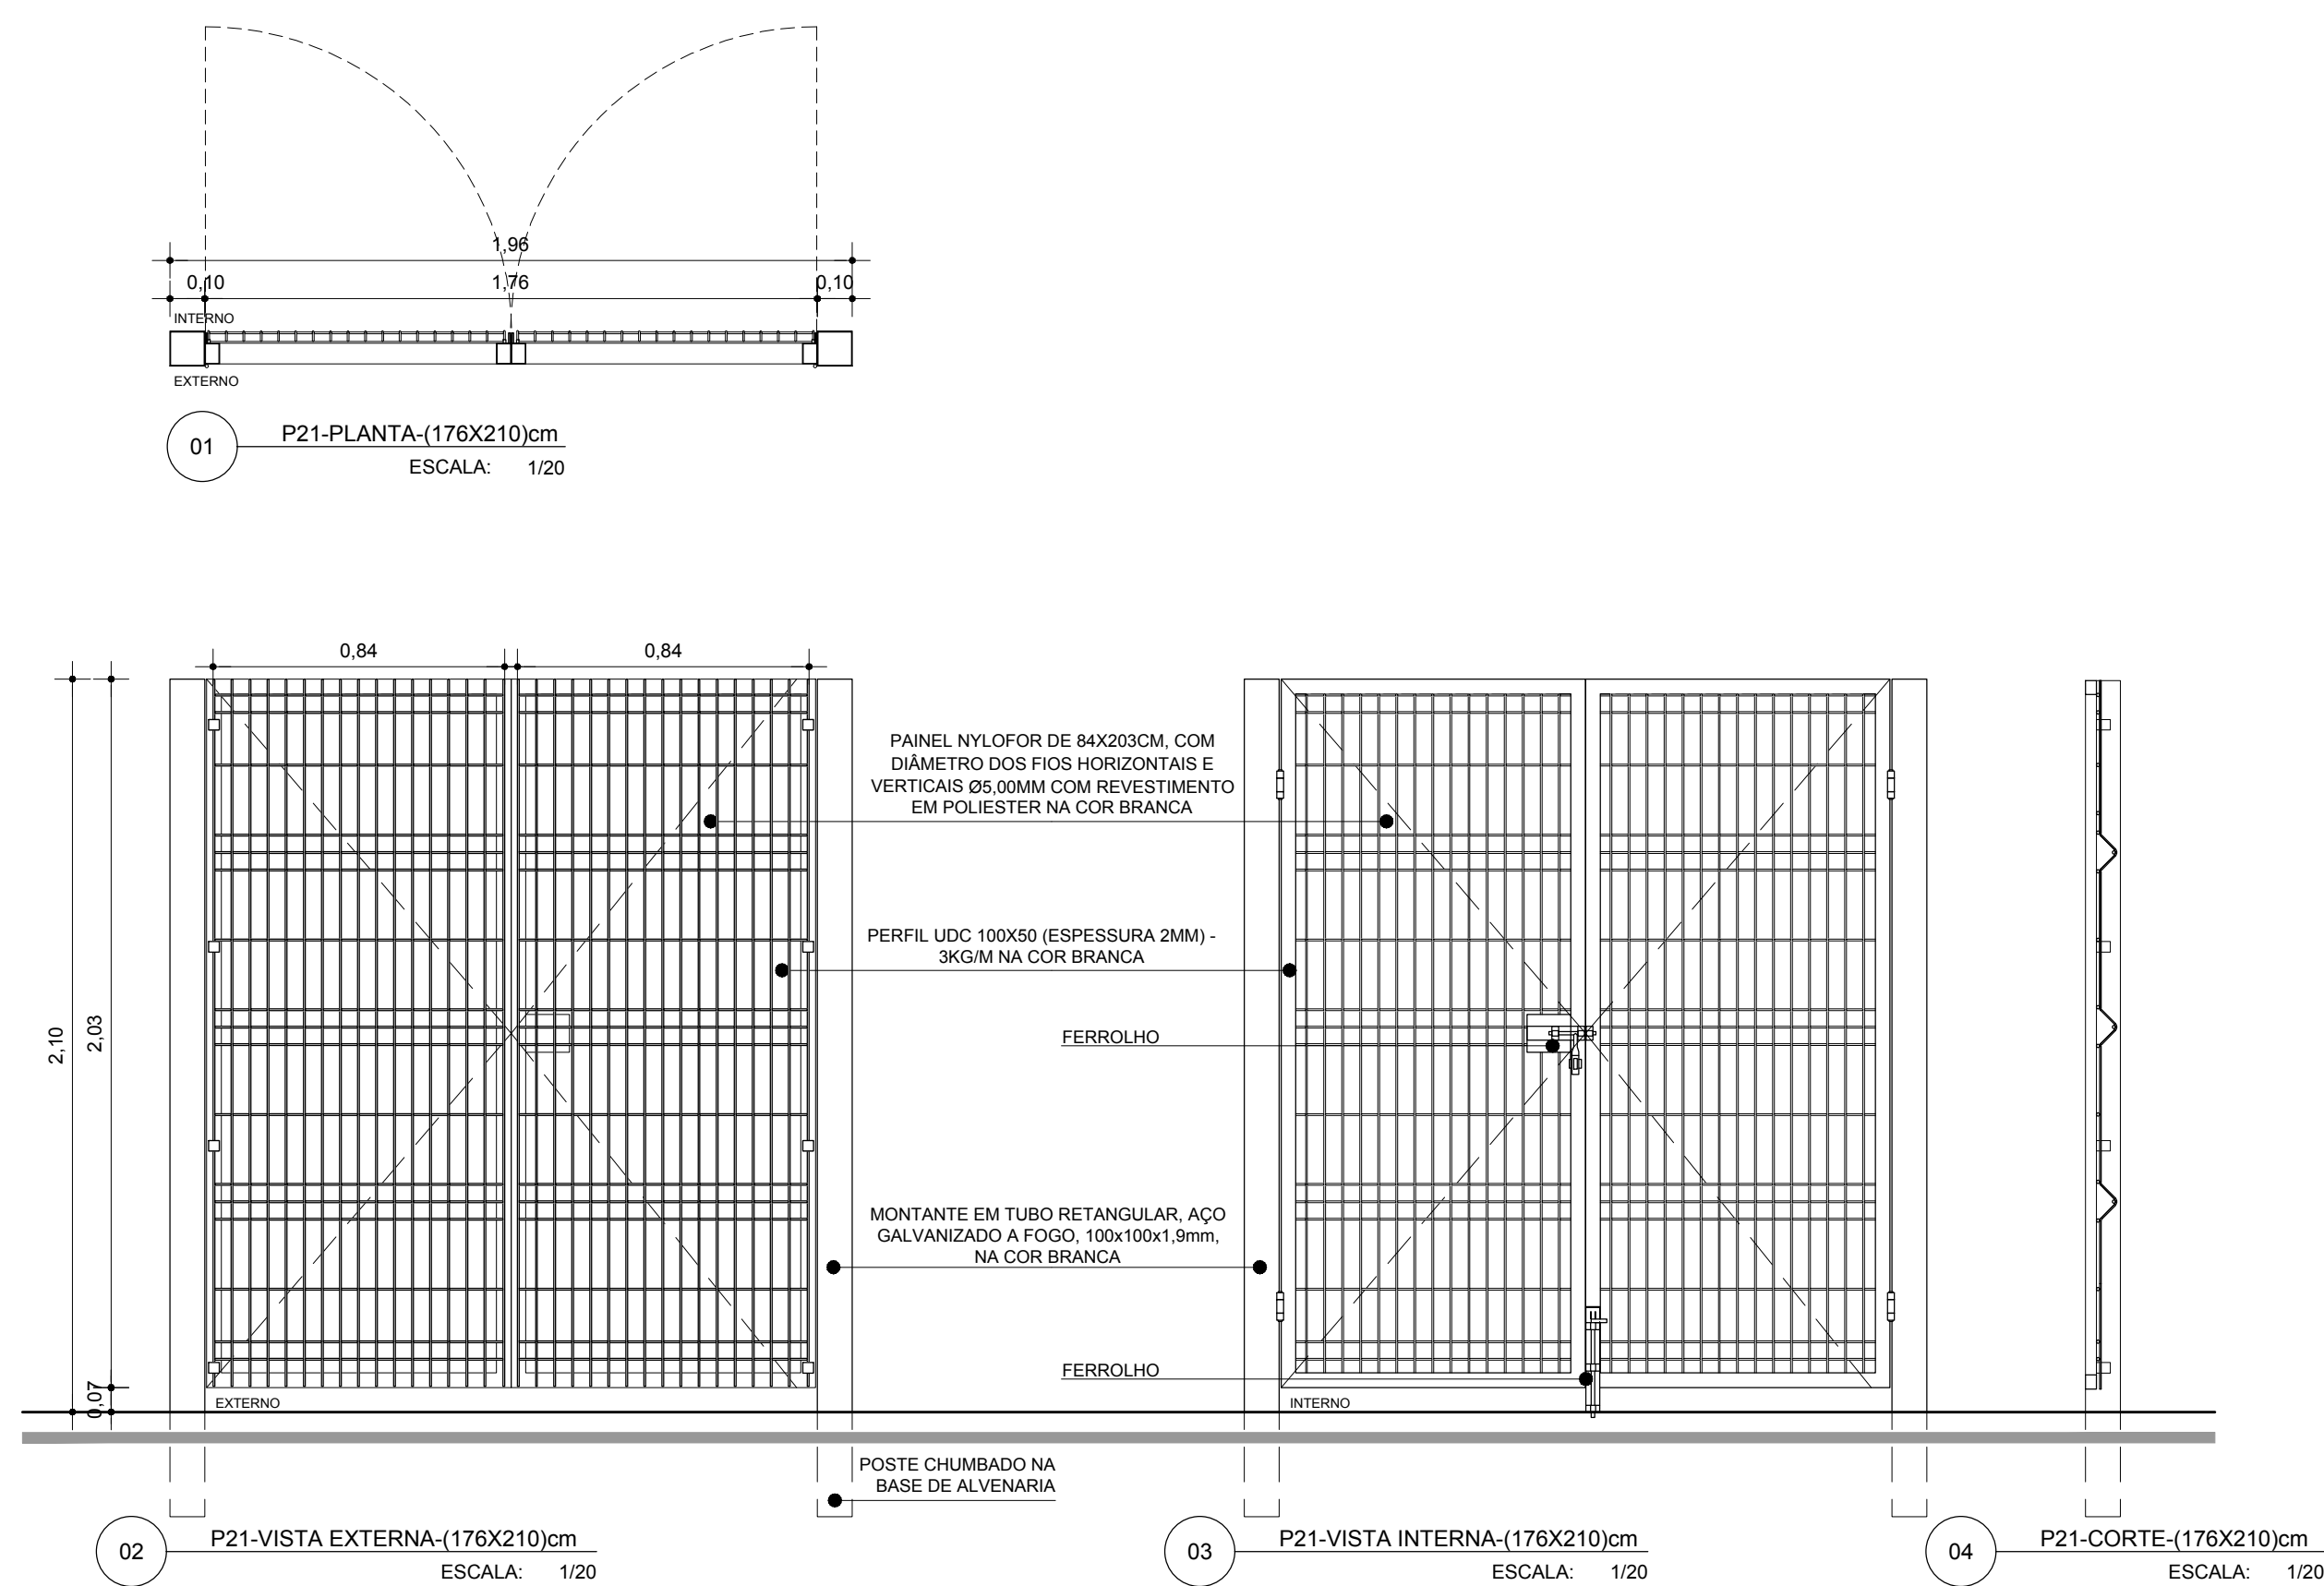 1,96
0,10
1,76
0,10
INTERNO
EXTERNO
01
P21-PLANTA-(176X210)cm
ESCALA: 1/20
0,84
0,84
2,10
2,03
0,07
PAINEL NYLOFOR DE 84X203CM, COM
DIÂMETRO DOS FIOS HORIZONTAIS E
VERTICAIS Ø5,00MM COM REVESTIMENTO
EM POLIESTER NA COR BRANCA
PERFIL UDC 100X50 (ESPESSURA 2MM) -
3KG/M NA COR BRANCA
FERROLHO
MONTANTE EM TUBO RETANGULAR, AÇO
GALVANIZADO A FOGO, 100x100x1,9mm,
NA COR BRANCA
FERROLHO
EXTERNO
INTERNO
POSTE CHUMBADO NA
BASE DE ALVENARIA
02
P21-VISTA EXTERNA-(176X210)cm
ESCALA: 1/20
03
P21-VISTA INTERNA-(176X210)cm
ESCALA: 1/20
04
P21-CORTE-(176X210)cm
ESCALA: 1/20